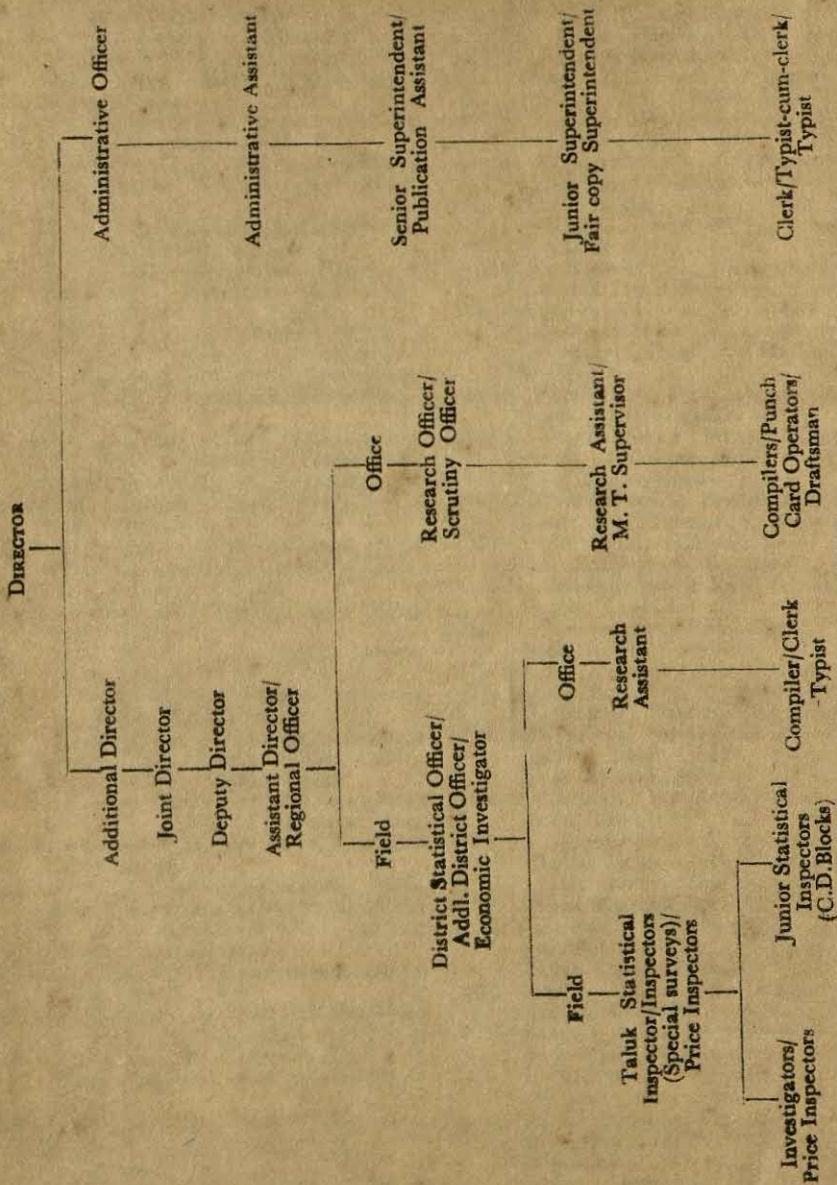 DIRECTOR
Additional Director
Joint Director
Deputy Director
Assistant Director/
Regional Officer
Field
District Statistical Officer/
Addl. District Officer/
Economic Investigator
Field
Taluk Statistical
Inspector/Inspectors
(Special surveys)/
Price Inspectors
Investigators/
Price Inspectors
Junior Statistical
Inspectors
(C.D.Blocks)
Office
Research
Assistant
Compiler/Clerk
Typist
Office
Research Officer/
Scrutiny Officer
Research Assistant/
M. T. Supervisor
Compilers/Punch
Card Operators/
Draftsman
Administrative Officer
Administrative Assistant
Senior Superintendent/
Publication Assistant
Junior Superintendent/
Fair copy Superintendent
Clerk/Typist-cum-clerk/
Typist